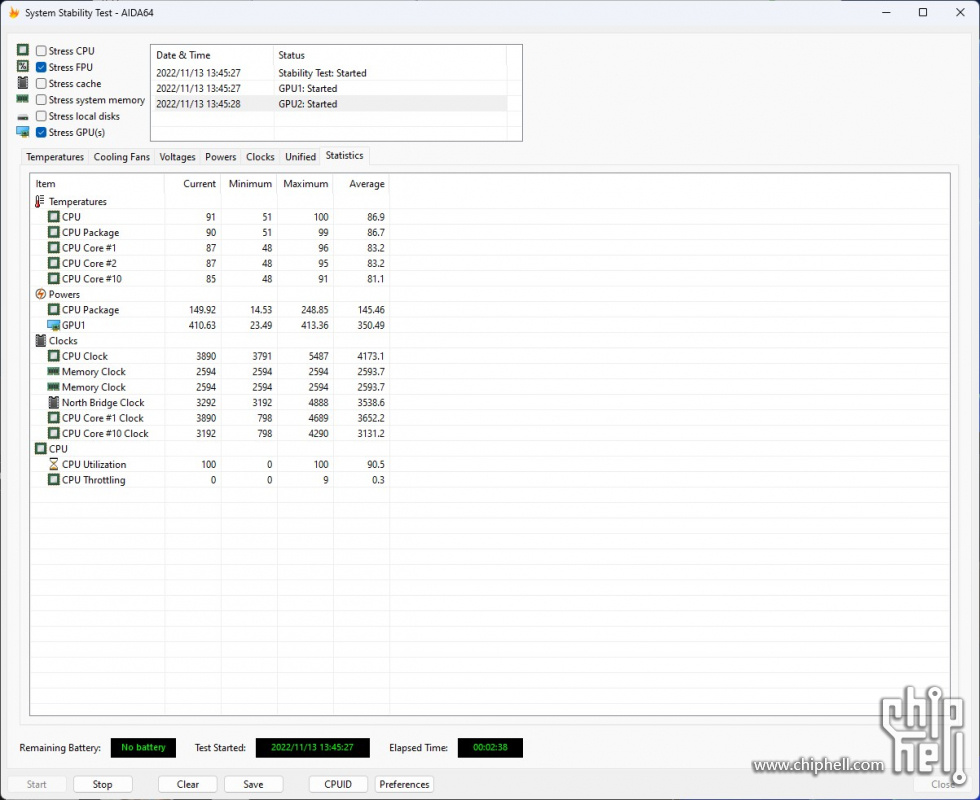 System Stability Test - AIDA64
Stress CPU
Stress FPU
Stress cache
Stress system memory
Stress local disks
Stress GPU(s)
Date & Time Status
2022/11/13 13:45:27 Stability Test: Started
2022/11/13 13:45:27 GPU1: Started
2022/11/13 13:45:28 GPU2: Started
Temperatures Cooling Fans Voltages Powers Clocks Unified Statistics
Item Current Minimum Maximum Average
Temperatures
CPU 91 51 100 86.9
CPU Package 90 51 99 86.7
CPU Core #1 87 48 96 83.2
CPU Core #2 87 48 95 83.2
CPU Core #10 85 48 91 81.1
Powers
CPU Package 149.92 14.53 248.85 145.46
GPU1 410.63 23.49 413.36 350.49
Clocks
CPU Clock 3890 3791 5487 4173.1
Memory Clock 2594 2594 2594 2593.7
Memory Clock 2594 2594 2594 2593.7
North Bridge Clock 3292 3192 4888 3538.6
CPU Core #1 Clock 3890 798 4689 3652.2
CPU Core #10 Clock 3192 798 4290 3131.2
CPU
CPU Utilization 100 0 100 90.5
CPU Throttling 0 0 9 0.3
Remaining Battery: No battery Test Started: 2022/11/13 13:45:27 Elapsed Time: 00:02:38
Start Stop Clear Save CPUID Preferences Close
www.chiphell.com
chip
hell